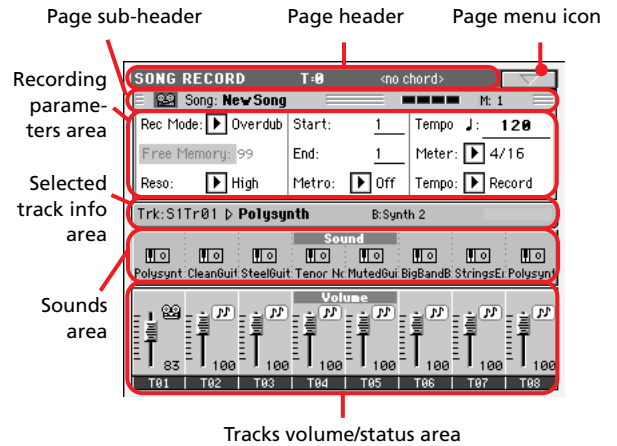 Page sub-header Page header Page menu icon
Recording parame- ters area
Selected track info area
Sounds area
SONG RECORD T:0 <no chord>
Song: NewSong M: 1
Rec Mode: Overdub Start: 1 Tempo ♩: 120
Free Memory: 99 End: 1 Meter: 4/16
Reso: High Metro: Off Tempo: Record
Trk:S1Tr01 ▷ Polysynth B:Synth 2
Sound
Polysynt CleanGuit SteelGuit Tenor No MutedGui BigBandB StringsEn Polysynt
Volume
83 100 100 100 100 100 100 100
T01 T02 T03 T04 T05 T06 T07 T08
Tracks volume/status area